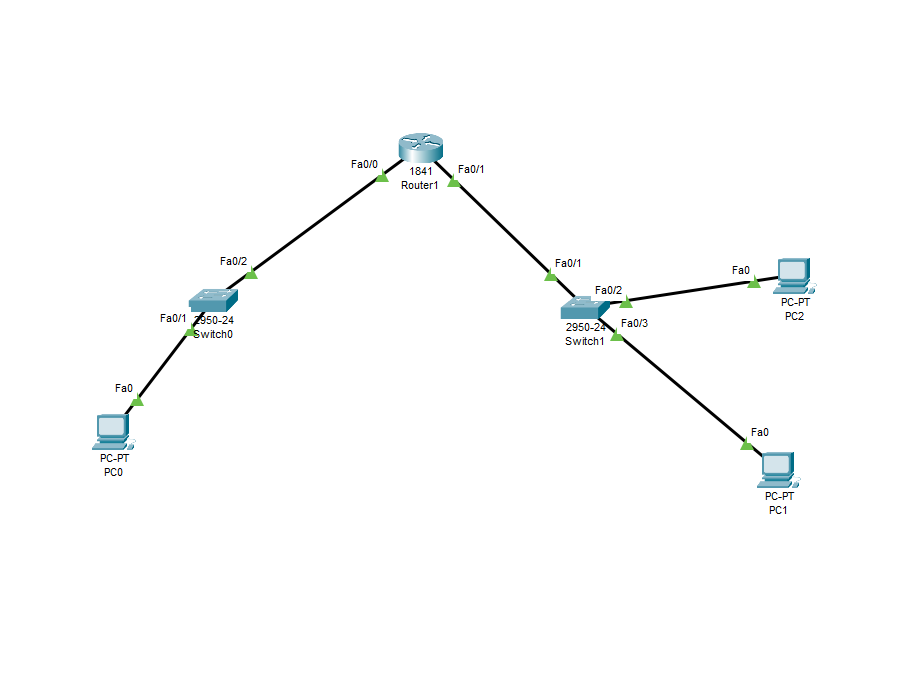 Fa0/0
Fa0/1
1841
Router1
Fa0/2
Fa0/1
2950-24
Switch0
Fa0
PC-PT
PC0
Fa0/1
Fa0/2
2950-24
Switch1
Fa0/3
Fa0
PC-PT
PC2
Fa0
PC-PT
PC1